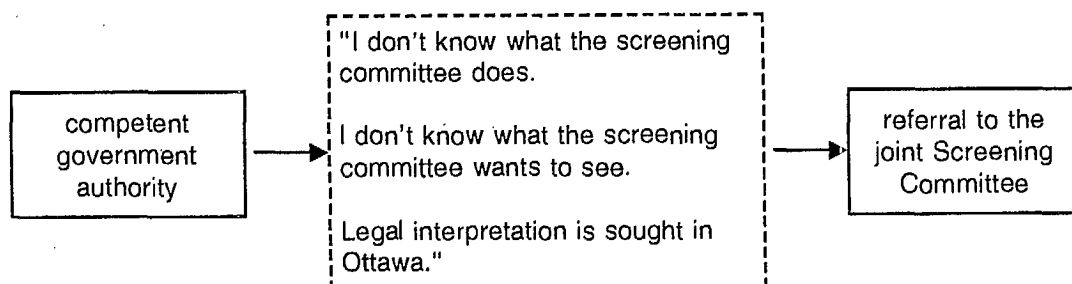 competent
government
authority
"I don't know what the screening
committee does.
I don't know what the screening
committee wants to see.
Legal interpretation is sought in
Ottawa."
referral to the
joint Screening
Committee